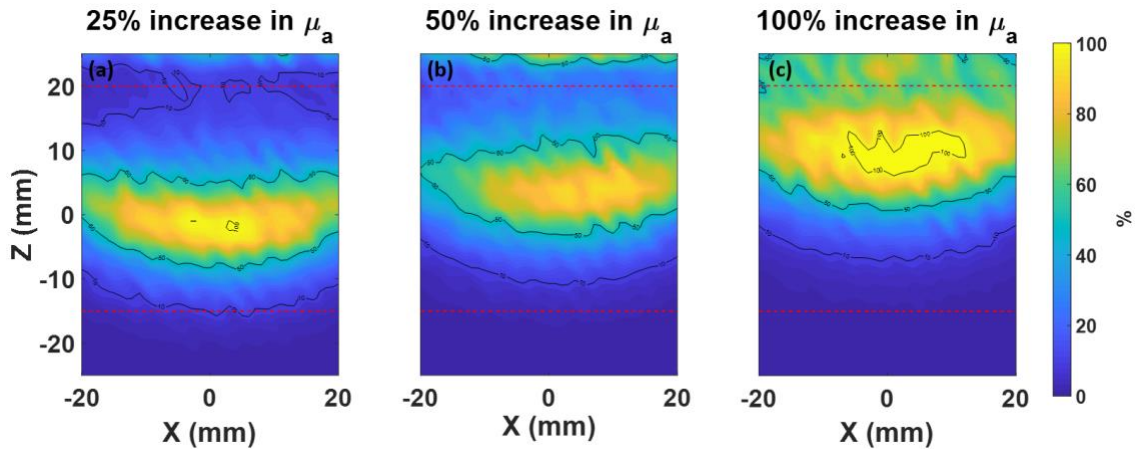 25% increase in μa
50% increase in μa
100% increase in μa
(a)
(b)
(c)
Z (mm)
20
10
0
-10
-20
-20 0 20
-20 0 20
-20 0 20
X (mm)
X (mm)
X (mm)
100
80
60
40
20
0
%